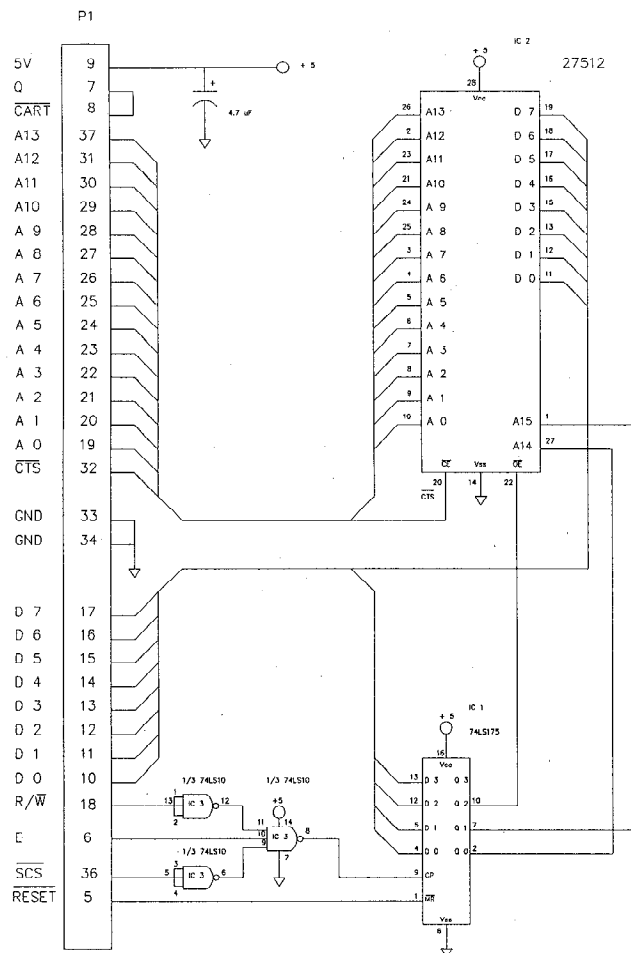 P1
5V 9
Q 7
CART 8
A13 37
A12 31
A11 30
A10 29
A 9 28
A 8 27
A 7 26
A 6 25
A 5 24
A 4 23
A 3 22
A 2 21
A 1 20
A 0 19
CTS 32
GND 33
GND 34
D 7 17
D 6 16
D 5 15
D 4 14
D 3 13
D 2 12
D 1 11
D 0 10
R/W 18
E 6
SCS 36
RESET 5
+ 5
+
4.7 uF
IC 2
27512
+ 5
28
Vcc
26 A13 D 7 19
2 A12 D 6 18
23 A11 D 5 17
21 A10 D 4 16
24 A 9 D 3 15
25 A 8 D 2 13
3 A 7 D 1 12
4 A 6 D 0 11
5 A 5
6 A 4
7 A 3
8 A 2
9 A 1
10 A 0 A15 1
A14 27
CE Vss OE
20 14 22
CTS
IC 1
+ 5
74LS175
16
Vcc
13 D 3 Q 3
12 D 2 Q 2 10
5 D 1 Q 1 7
4 D 0 Q 0 2
9 CP
1 MR
8
1/3 74LS10 1/3 74LS10
1
13 IC 3 12
2
+5
14
11
10 IC 3 8
9
7
1/3 74LS10
3
5 IC 3 6
4